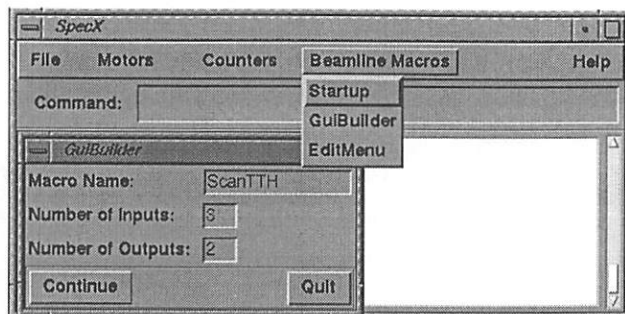 SpecX
File Motors Counters Beamline Macros Help
Command:
Startup
GuiBuilder
EditMenu
GuiBuilder
Macro Name: ScanTTH
Number of Inputs: 3
Number of Outputs: 2
Continue Quit